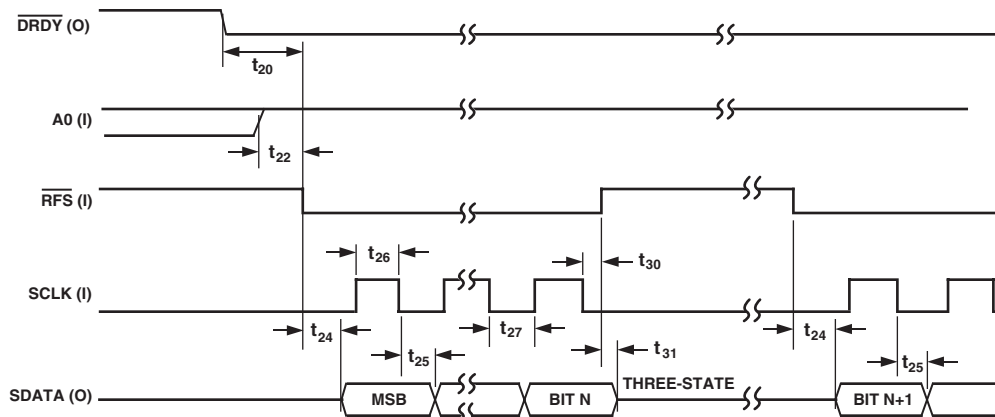 DRDY (O)
t20
A0 (I)
t22
RFS (I)
t26
t30
SCLK (I)
t24
t27
t24
t25
t31
t25
SDATA (O)
MSB
BIT N
THREE-STATE
BIT N+1